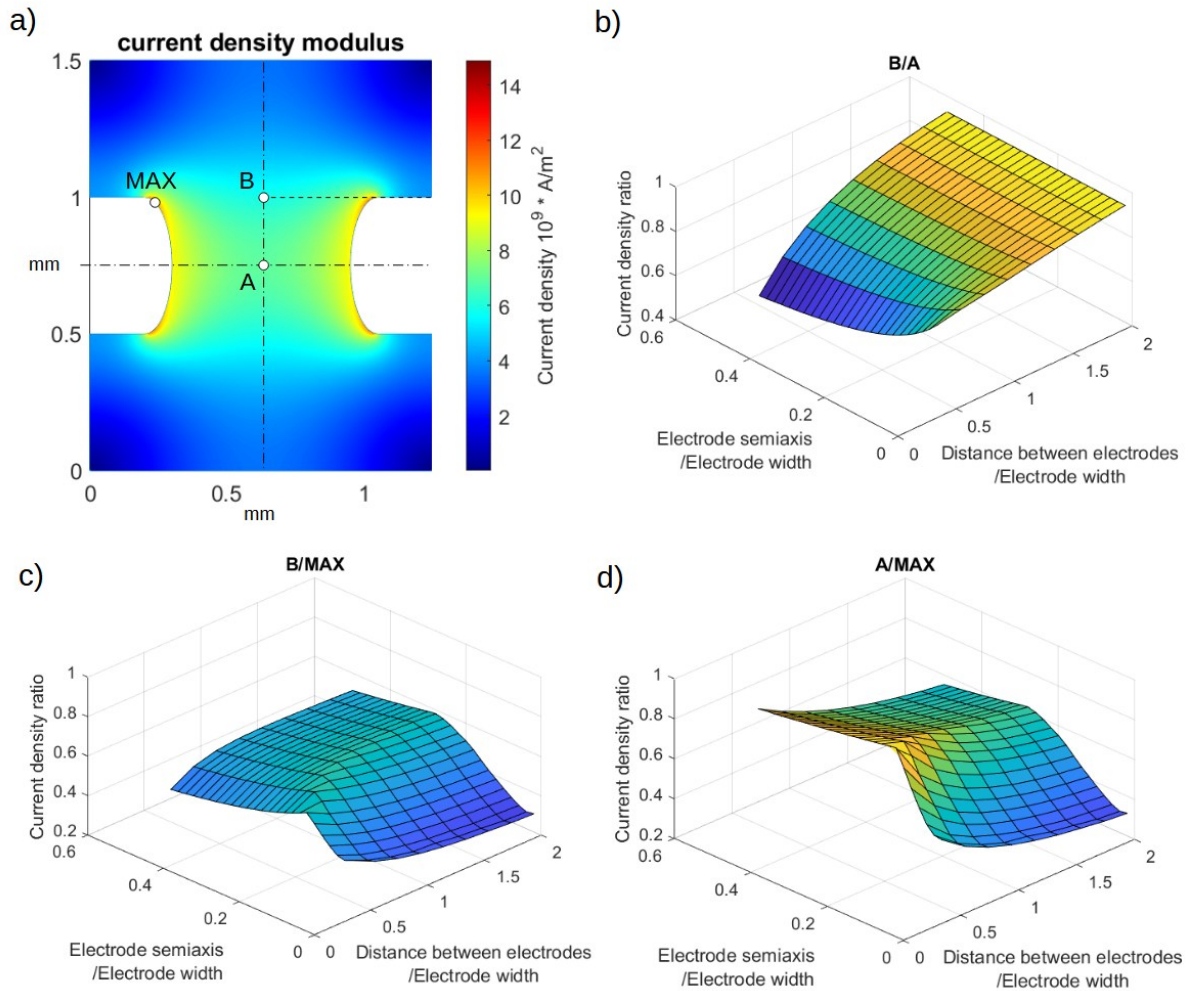 a)
current density modulus
1.5
1
mm
0.5
0
0
0.5
1
mm
MAX
B
A
14
12
10
8
6
4
2
Current density 10^9 * A/m^2
b)
B/A
1
0.8
0.6
0.4
Current density ratio
0.6
0.4
0.2
0
Electrode semiaxis
/Electrode width
0
0.5
1
1.5
2
Distance between electrodes
/Electrode width
c)
B/MAX
1
0.8
0.6
0.4
0.2
Current density ratio
0.6
0.4
0.2
0
Electrode semiaxis
/Electrode width
0
0.5
1
1.5
2
Distance between electrodes
/Electrode width
d)
A/MAX
1
0.8
0.6
0.4
0.2
Current density ratio
0.6
0.4
0.2
0
Electrode semiaxis
/Electrode width
0
0.5
1
1.5
2
Distance between electrodes
/Electrode width